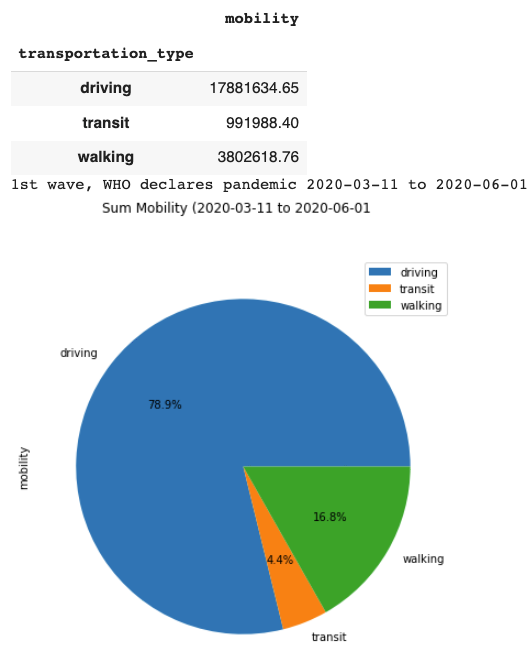 mobility
transportation_type
driving 17881634.65
transit 991988.40
walking 3802618.76
1st wave, WHO declares pandemic 2020-03-11 to 2020-06-01
Sum Mobility (2020-03-11 to 2020-06-01
driving
transit
walking
driving
78.9%
mobility
16.8%
4.4%
walking
transit